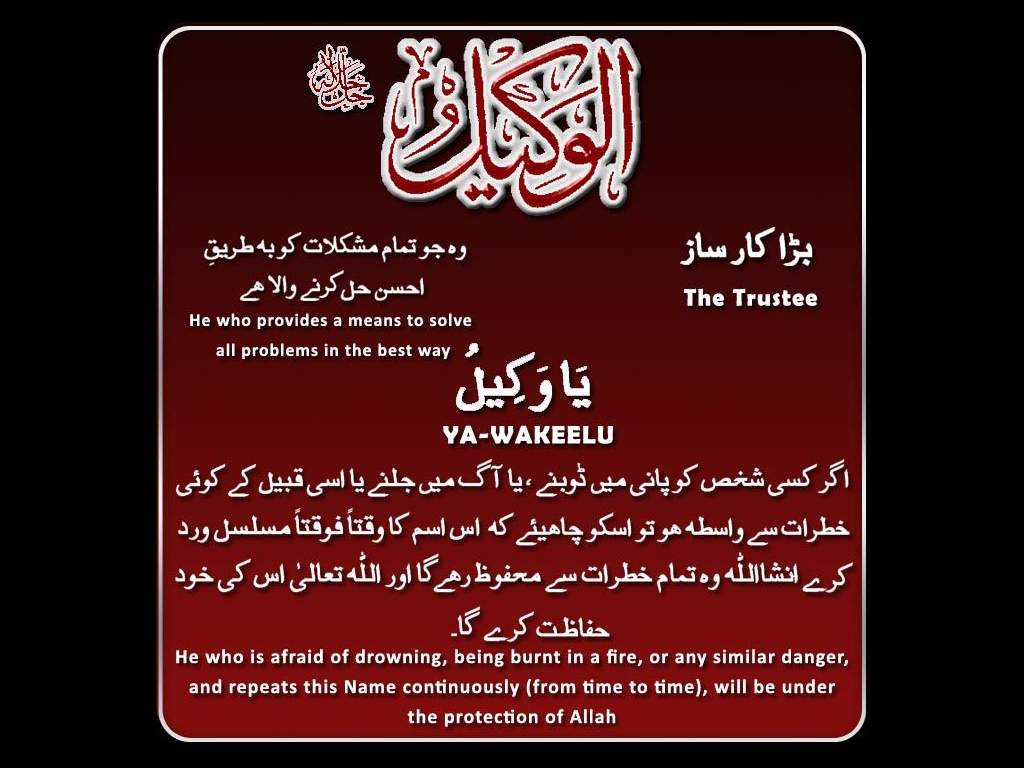 الوکیلُ
جل جلالہ
بڑا کار ساز
The Trustee
وہ جو تمام مشکلات کو بہ طریقِ
احسن حل کرنے والا ھے
He who provides a means to solve
all problems in the best way
یَا وَکِیلُ
YA-WAKEELU
اگر کسی شخص کو پانی میں ڈوبنے ، یا آگ میں جلنے یا اسی قبیل کے کوئی
خطرات سے واسطہ ھو تو اسکو چاھیئے کہ اس اسم کا وقتاً فوقتاً مسلسل ورد
کرے انشااللہ وہ تمام خطرات سے محفوظ رھے گا اور اللہ تعالیٰ اس کی خود
حفاظت کرے گا۔
He who is afraid of drowning, being burnt in a fire, or any similar danger,
and repeats this Name continuously (from time to time), will be under
the protection of Allah